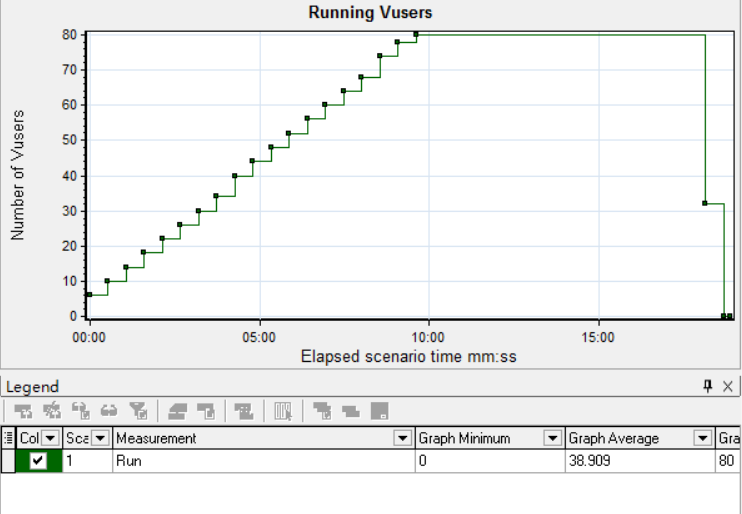 Running Vusers
80
70
60
50
40
30
20
10
0
Number of Vusers
00:00 05:00 10:00 15:00
Elapsed scenario time mm:ss
Legend
Col Sca Measurement Graph Minimum Graph Average Gra
1 Run 0 38.909 80